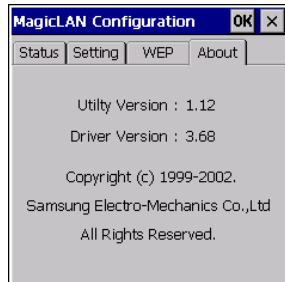 MagicLAN Configuration OK ×
Status Setting WEP About
Utilty Version : 1.12
Driver Version : 3.68
Copyright (c) 1999-2002.
Samsung Electro-Mechanics Co.,Ltd
All Rights Reserved.